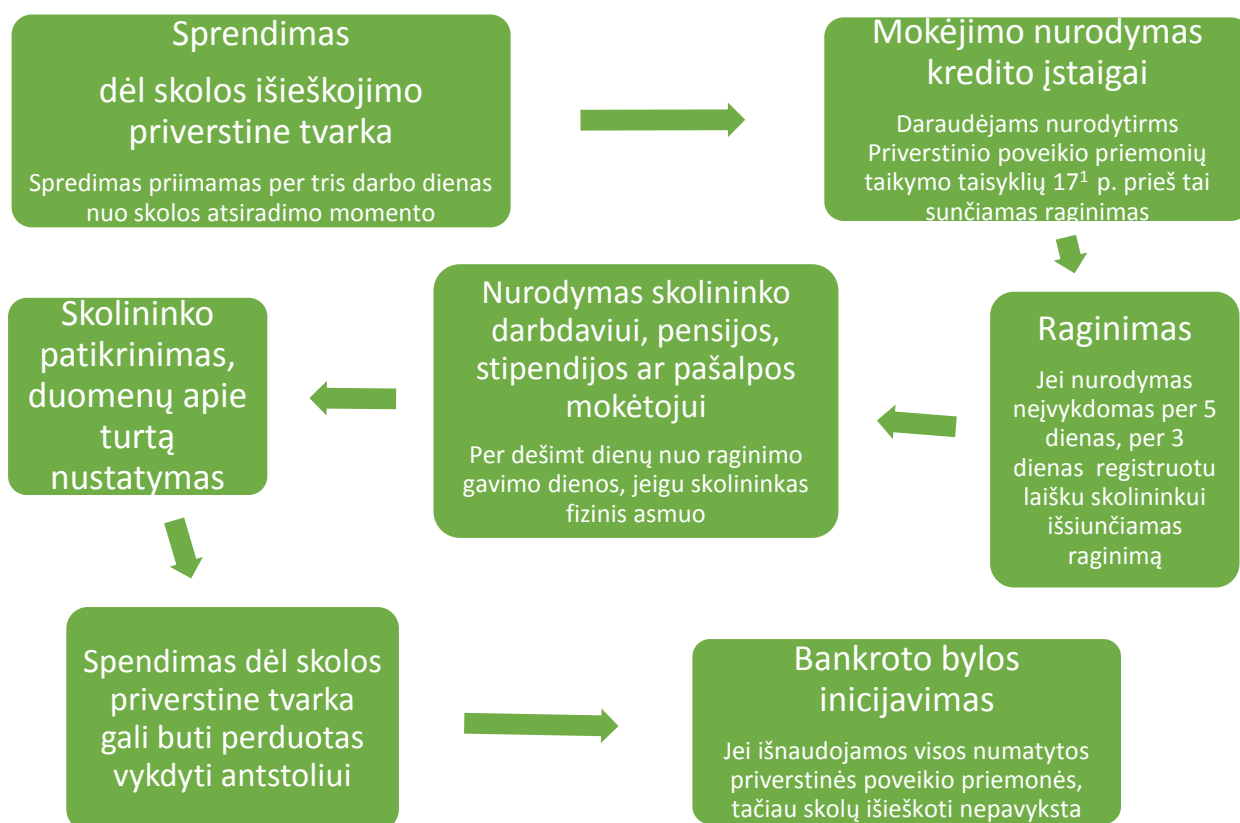 Sprendimas
dėl skolos išieškojimo
priverstine tvarka
Spredimas priimamas per tris darbo dienas
nuo skolos atsiradimo momento
Mokėjimo nurodymas
kredito įstaigai
Daraudėjams nurodytirms
Priverstinio poveikio priemonių
taikymo taisyklių 17¹ p. prieš tai
sunčiamas raginimas
Raginimas
Jei nurodymas
neįvykdomas per 5
dienas, per 3
dienas registruotu
laišku skolininkui
išsiunčiamas
raginimą
Nurodymas skolininko
darbdaviui, pensijos,
stipendijos ar pašalpos
mokėtojui
Per dešimt dienų nuo raginimo
gavimo dienos, jeigu skolininkas
fizinis asmuo
Skolininko
patikrinimas,
duomenų apie
turtą
nustatymas
Spendimas dėl skolos
priverstine tvarka
gali buti perduotas
vykdyti antstoliui
Bankroto bylos
inicijavimas
Jei išnaudojamos visos numatytos
priverstinės poveikio priemonės,
tačiau skolų išieškoti nepavyksta